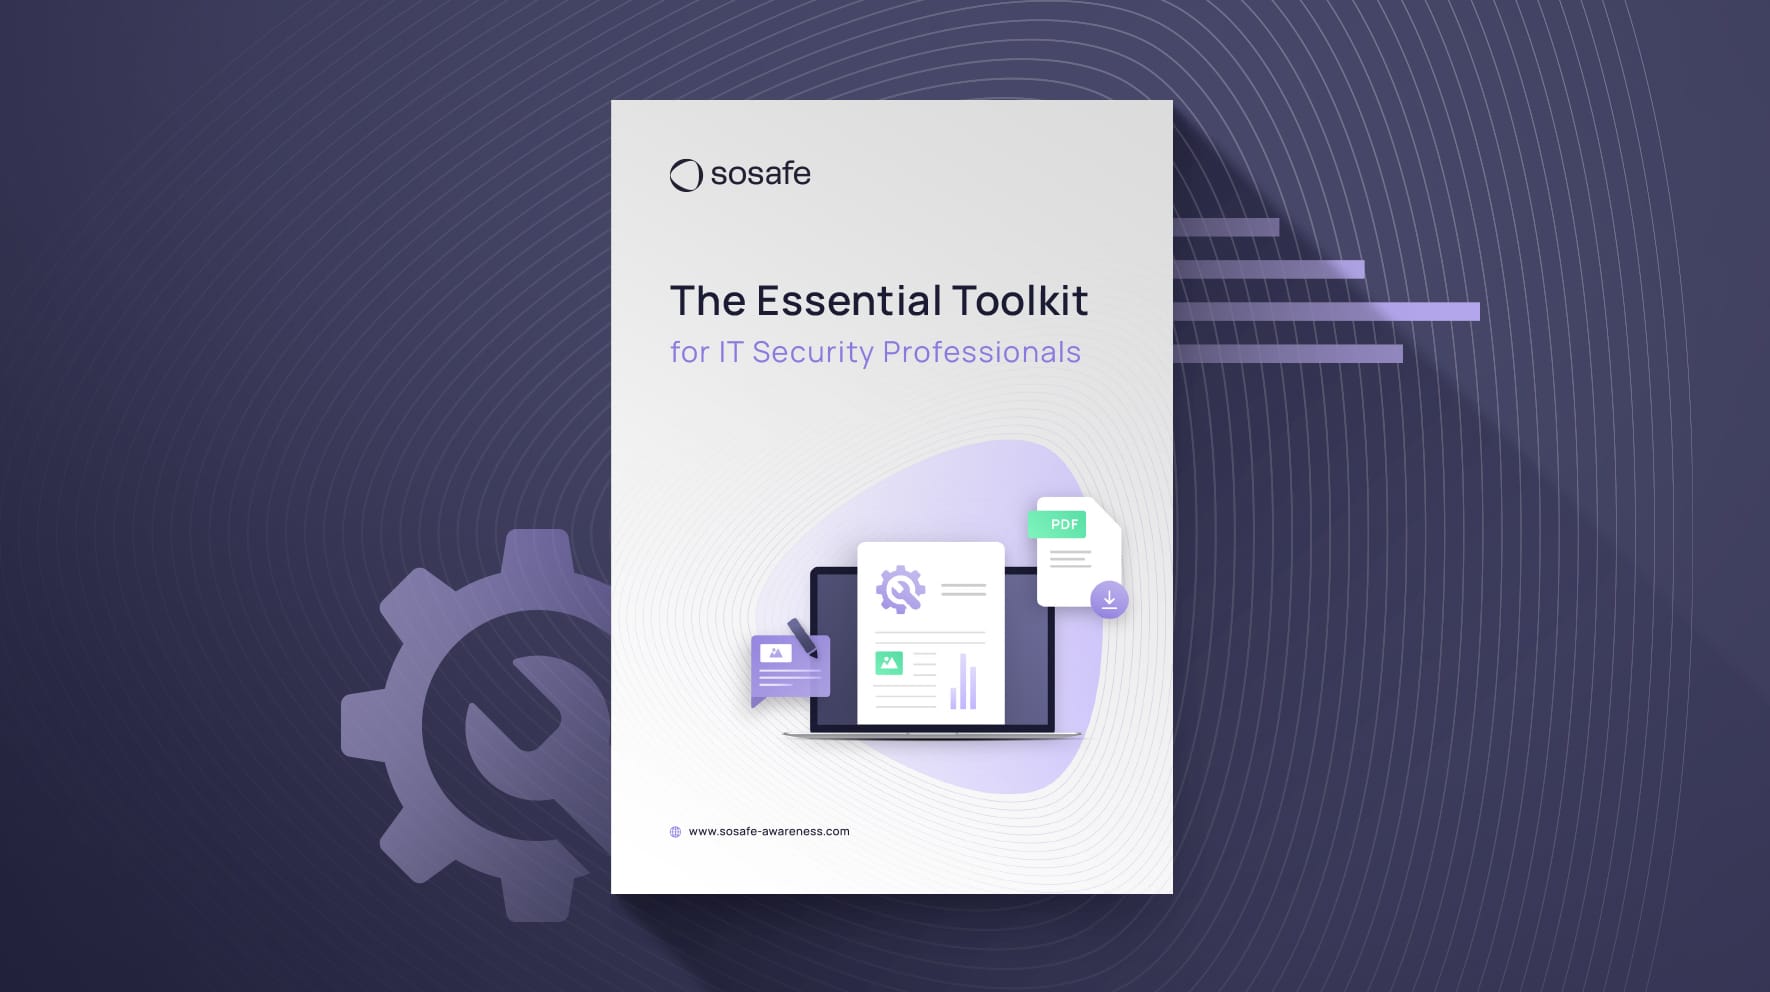 sosafe
The Essential Toolkit
for IT Security Professionals
PDF
www.sosafe-awareness.com